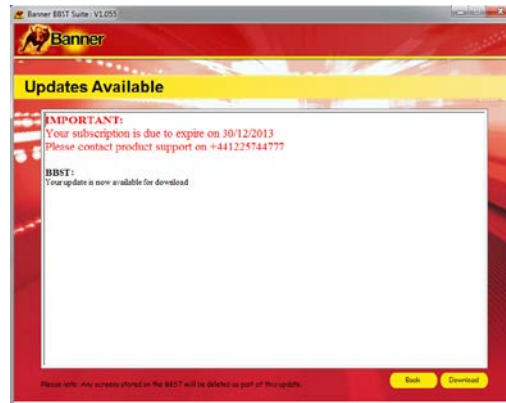 Banner BBST Suite: V1.055
Banner
Updates Available
IMPORTANT:
Your subscription is due to expire on 30/12/2013
Please contact product support on +441225744777
BBST:
Your update is now available for download
Please note: Any screens stored on the BBST will be deleted as part of this update.
Back
Download